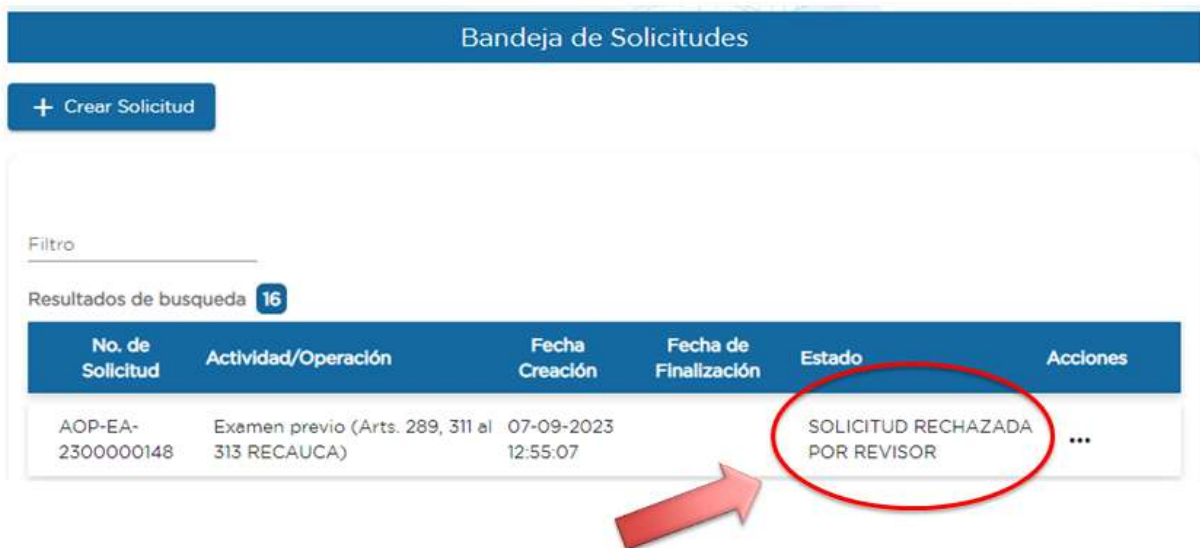 Bandeja de Solicitudes
+ Crear Solicitud
Filtro
Resultados de busqueda 16
No. de Solicitud Actividad/Operación Fecha Creación Fecha de Finalización Estado Acciones
AOP-EA- Examen previo (Arts. 289, 311 al 07-09-2023 SOLICITUD RECHAZADA ...
2300000148 313 RECAUCA) 12:55:07 POR REVISOR